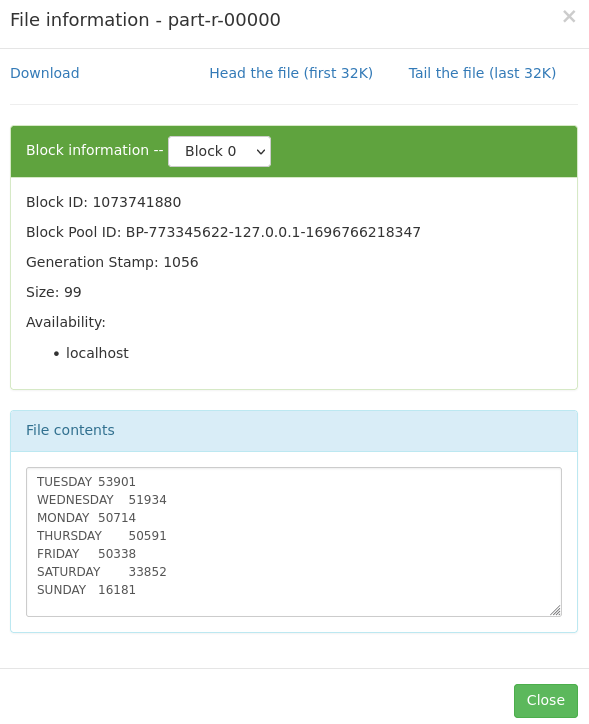 File information - part-r-00000
×
Download Head the file (first 32K) Tail the file (last 32K)
Block information -- Block 0
Block ID: 1073741880
Block Pool ID: BP-773345622-127.0.0.1-1696766218347
Generation Stamp: 1056
Size: 99
Availability:
• localhost
File contents
TUESDAY 53901
WEDNESDAY 51934
MONDAY 50714
THURSDAY 50591
FRIDAY 50338
SATURDAY 33852
SUNDAY 16181
Close